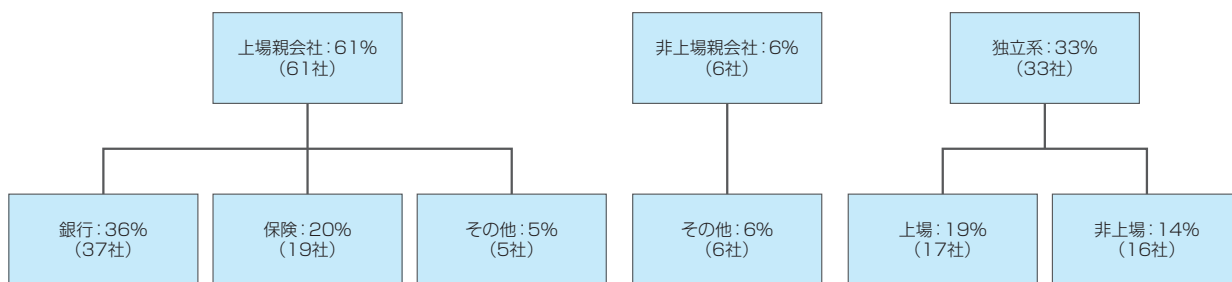 上場親会社：61%
（61社）
非上場親会社：6%
（6社）
独立系：33%
（33社）
銀行：36%
（37社）
保険：20%
（19社）
その他：5%
（5社）
その他：6%
（6社）
上場：19%
（17社）
非上場：14%
（16社）